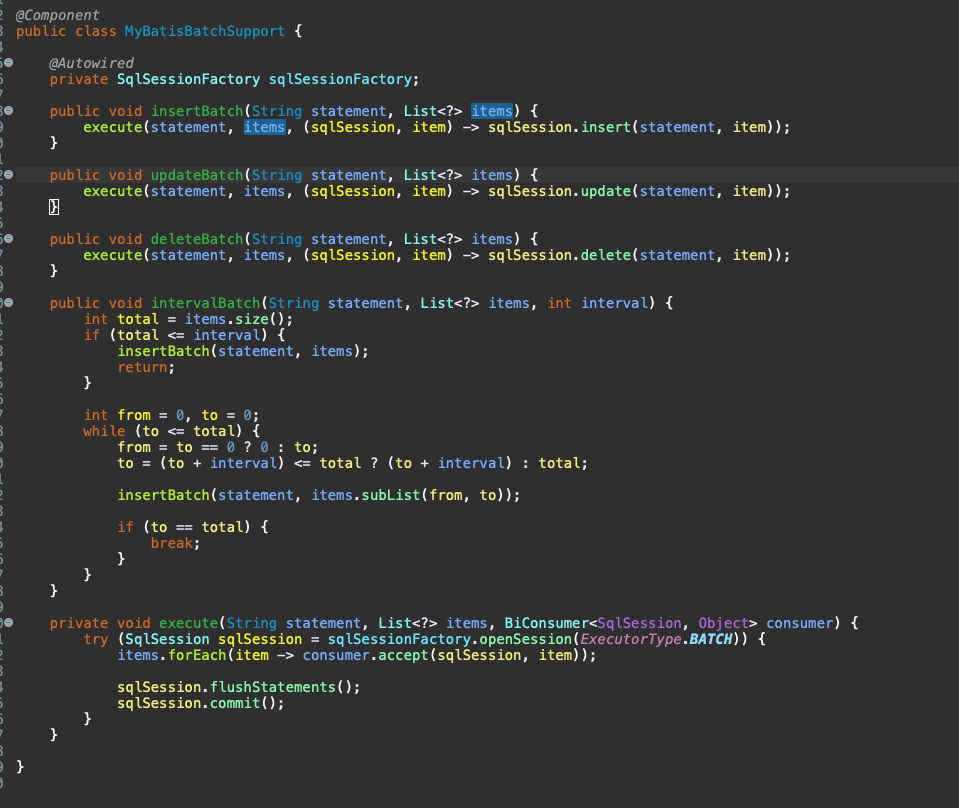 @Component
public class MyBatisBatchSupport {
@Autowired
private SqlSessionFactory sqlSessionFactory;
public void insertBatch(String statement, List<?> items) {
execute(statement, items, (sqlSession, item) -> sqlSession.insert(statement, item));
}
public void updateBatch(String statement, List<?> items) {
execute(statement, items, (sqlSession, item) -> sqlSession.update(statement, item));
}
public void deleteBatch(String statement, List<?> items) {
execute(statement, items, (sqlSession, item) -> sqlSession.delete(statement, item));
}
public void intervalBatch(String statement, List<?> items, int interval) {
int total = items.size();
if (total <= interval) {
insertBatch(statement, items);
return;
}
int from = 0, to = 0;
while (to <= total) {
from = to == 0 ? 0 : to;
to = (to + interval) <= total ? (to + interval) : total;
insertBatch(statement, items.subList(from, to));
if (to == total) {
break;
}
}
}
private void execute(String statement, List<?> items, BiConsumer<SqlSession, Object> consumer) {
try (SqlSession sqlSession = sqlSessionFactory.openSession(ExecutorType.BATCH)) {
items.forEach(item -> consumer.accept(sqlSession, item));
sqlSession.flushStatements();
sqlSession.commit();
}
}
}